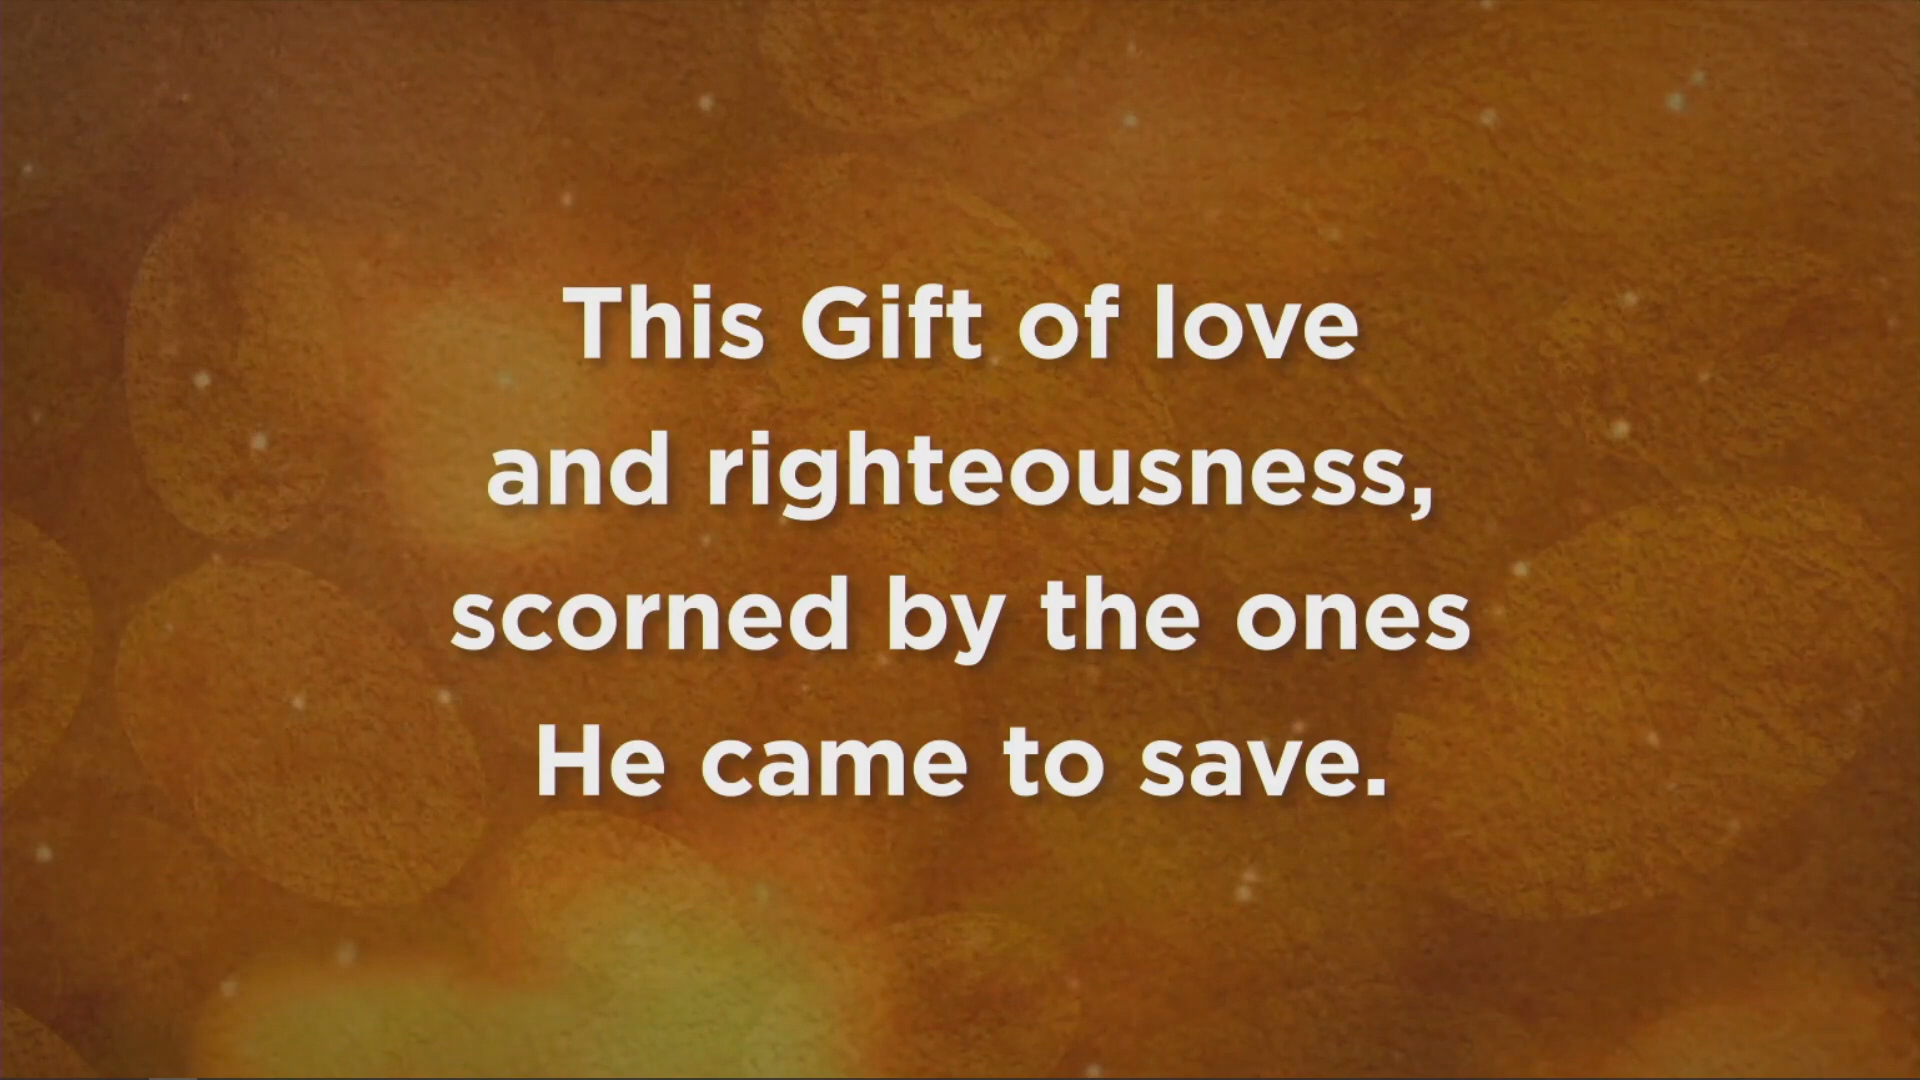 This Gift of love
and righteousness,
scorned by the ones
He came to save.